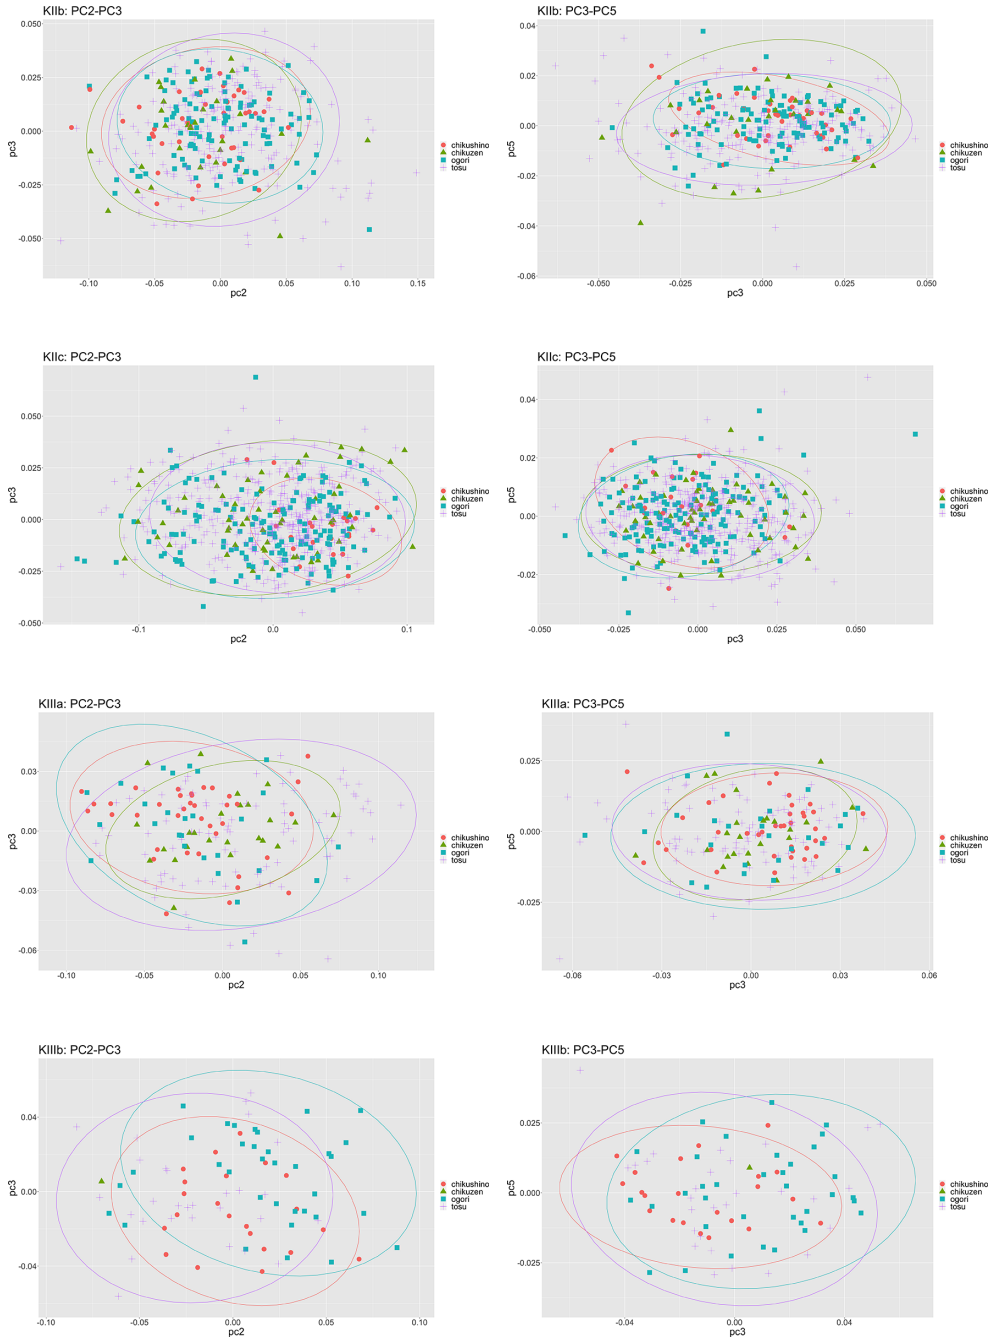 KIIb: PC2-PC3
0.050
0.025
0.000
-0.025
-0.050
pc3
-0.10
-0.05
0.00
0.05
0.10
0.15
pc2
chikushino
chikuzen
ogori
tosu
KIIb: PC3-PC5
0.04
0.02
0.00
-0.02
-0.04
-0.06
pc5
-0.050
-0.025
0.000
0.025
0.050
pc3
chikushino
chikuzen
ogori
tosu
KIIc: PC2-PC3
0.050
0.025
0.000
-0.025
-0.050
pc3
-0.1
0.0
0.1
pc2
chikushino
chikuzen
ogori
tosu
KIIc: PC3-PC5
0.04
0.02
0.00
-0.02
pc5
-0.050
-0.025
0.000
0.025
0.050
pc3
chikushino
chikuzen
ogori
tosu
KIIIa: PC2-PC3
0.03
0.00
-0.03
-0.06
pc3
-0.10
-0.05
0.00
0.05
0.10
pc2
chikushino
chikuzen
ogori
tosu
KIIIa: PC3-PC5
0.025
0.000
-0.025
pc5
-0.06
-0.03
0.00
0.03
0.06
pc3
chikushino
chikuzen
ogori
tosu
KIIIb: PC2-PC3
0.04
0.00
-0.04
pc3
-0.10
-0.05
0.00
0.05
0.10
pc2
chikushino
chikuzen
ogori
tosu
KIIIb: PC3-PC5
0.025
0.000
-0.025
pc5
-0.04
0.00
0.04
pc3
chikushino
chikuzen
ogori
tosu